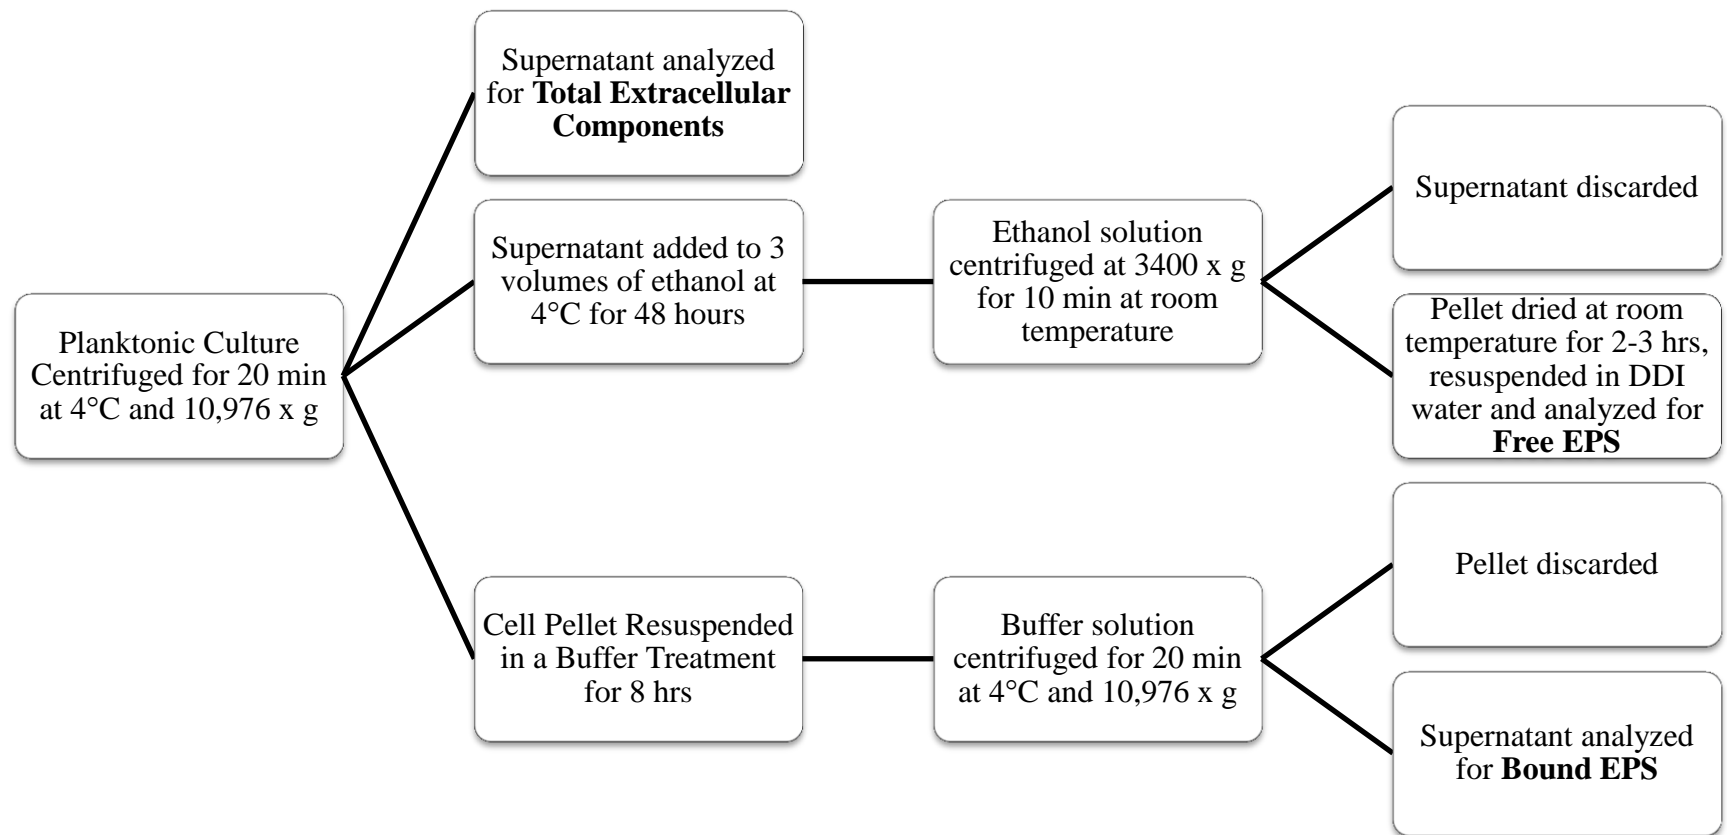 Planktonic Culture
Centrifuged for 20 min
at 4°C and 10,976 x g
Supernatant analyzed
for Total Extracellular
Components
Supernatant added to 3
volumes of ethanol at
4°C for 48 hours
Cell Pellet Resuspended
in a Buffer Treatment
for 8 hrs
Ethanol solution
centrifuged at 3400 x g
for 10 min at room
temperature
Buffer solution
centrifuged for 20 min
at 4°C and 10,976 x g
Supernatant discarded
Pellet dried at room
temperature for 2-3 hrs,
resuspended in DDI
water and analyzed for
Free EPS
Pellet discarded
Supernatant analyzed
for Bound EPS